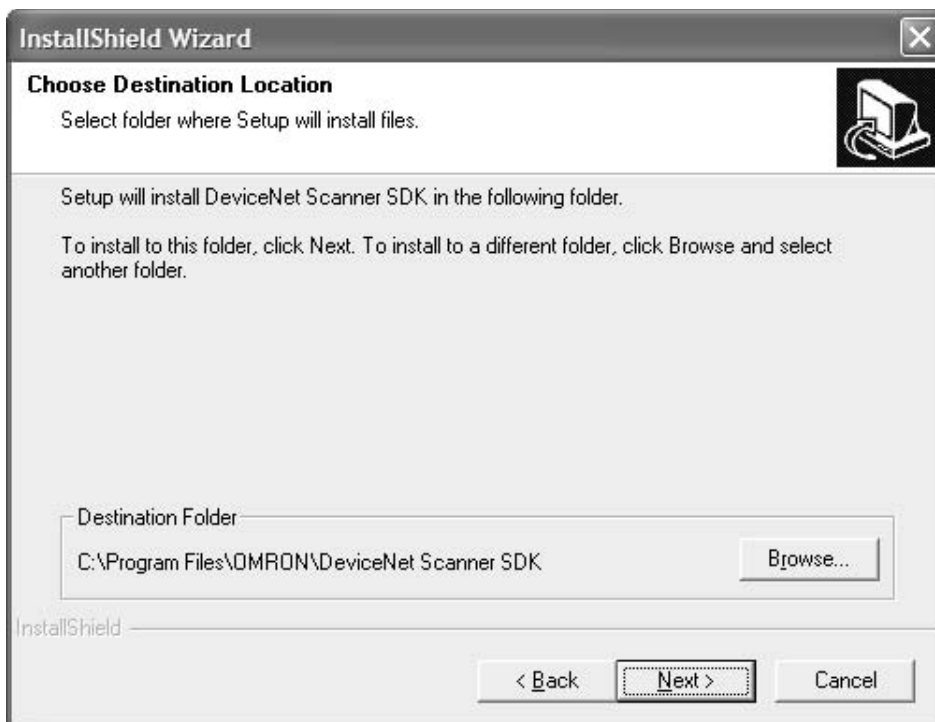 InstallShield Wizard
Choose Destination Location
Select folder where Setup will install files.
Setup will install DeviceNet Scanner SDK in the following folder.
To install to this folder, click Next. To install to a different folder, click Browse and select
another folder.
Destination Folder
C:\Program Files\OMRON\DeviceNet Scanner SDK
Browse...
InstallShield
< Back
Next >
Cancel